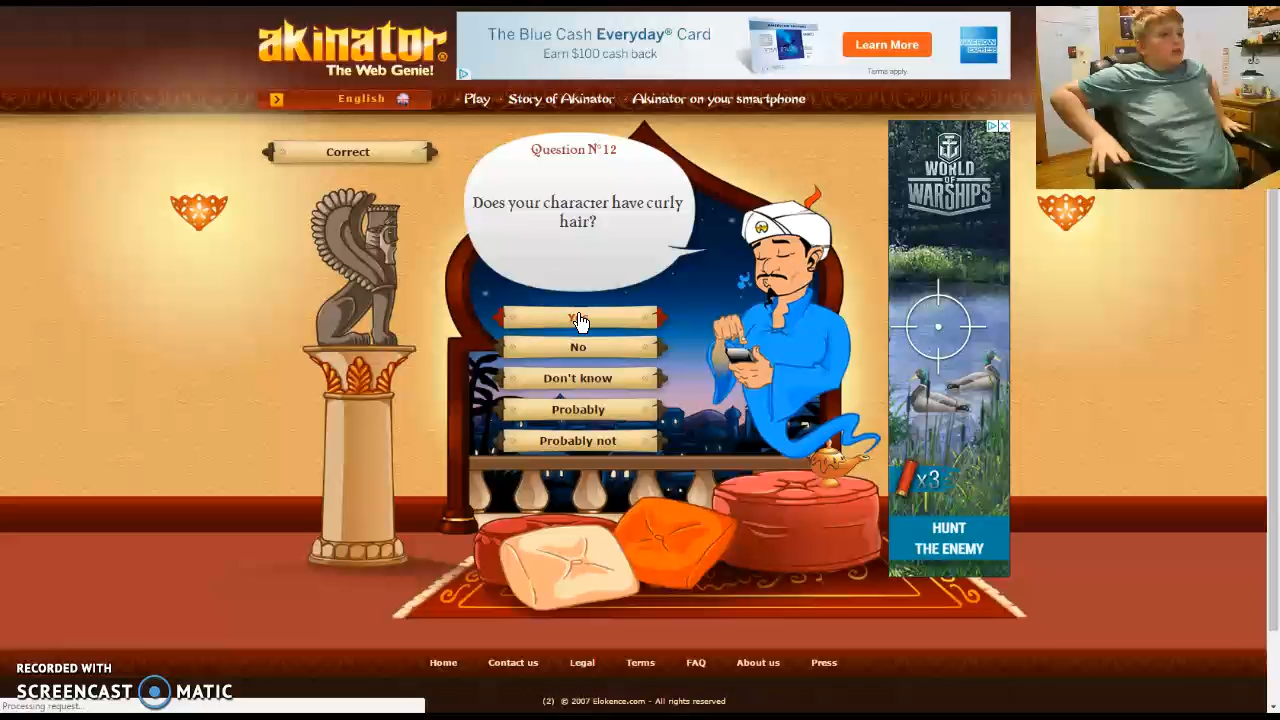 akinator®
The Web Genie!
The Blue Cash Everyday® Card
Earn $100 cash back
Learn More
Terms apply
AMERICAN EXPRESS
English
Play
Story of Akinator
Akinator on your smartphone
Correct
Question N°12
Does your character have curly
hair?
No
Don't know
Probably
Probably not
WORLD
OF
WARSHIPS
x3
HUNT
THE ENEMY
Home
Contact us
Legal
Terms
FAQ
About us
Press
RECORDED WITH
SCREENCAST MATIC
Processing request...
(2) © 2007 Elokence.com - All rights reserved